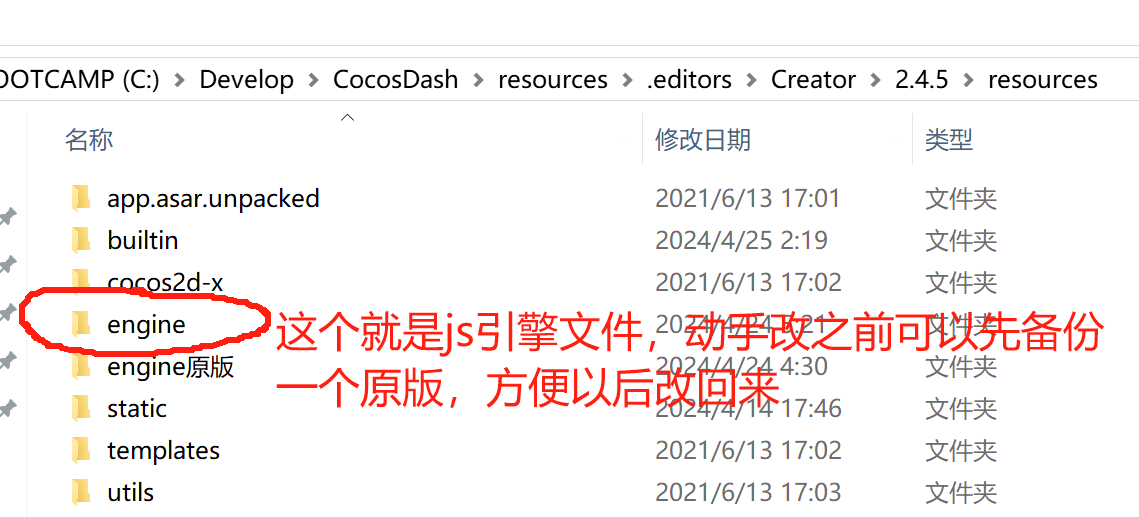 OOTCAMP (C:) > Develop > CocosDash > resources > .editors > Creator > 2.4.5 > resources
名称 修改日期 类型
app.asar.unpacked 2021/6/13 17:01 文件夹
builtin 2024/4/25 2:19 文件夹
cocos2d-x 2021/6/13 17:02 文件夹
engine 文件夹
这个就是js引擎文件，动手改之前可以先备份
engine原版 2024/4/24 4:30 文件夹
一个原版，方便以后改回来
static 2024/4/14 17:46 文件夹
templates 2021/6/13 17:02 文件夹
utils 2021/6/13 17:03 文件夹